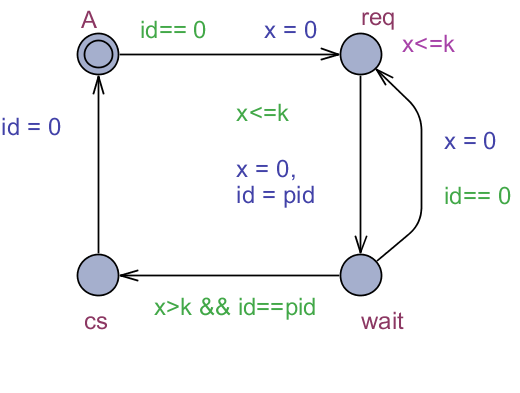 A
req
id== 0
x = 0
x<=k
x<=k
id = 0
x = 0
x = 0,
id = pid
id== 0
x>k && id==pid
cs
wait